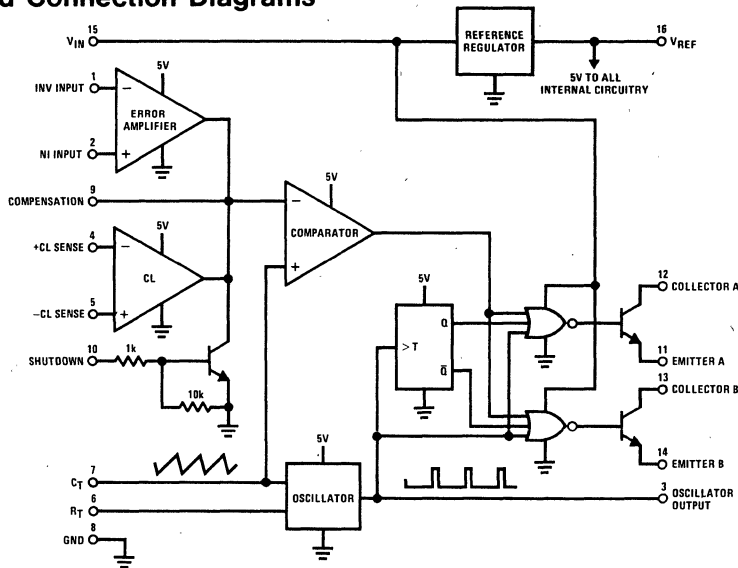 d Connection Diagrams
15
VIN
REFERENCE
REGULATOR
16
VREF
5V TO ALL
INTERNAL CIRCUITRY
1
INV INPUT
−
5V
ERROR
AMPLIFIER
2
NI INPUT
+
9
COMPENSATION
5V
−
COMPARATOR
+
4
+CL SENSE
5V
−
CL
5
−CL SENSE
+
10
SHUTDOWN
1k
10k
5V
>T
Q
Q̅
12
COLLECTOR A
11
EMITTER A
13
COLLECTOR B
14
EMITTER B
7
CT
6
RT
8
GND
5V
OSCILLATOR
3
OSCILLATOR
OUTPUT